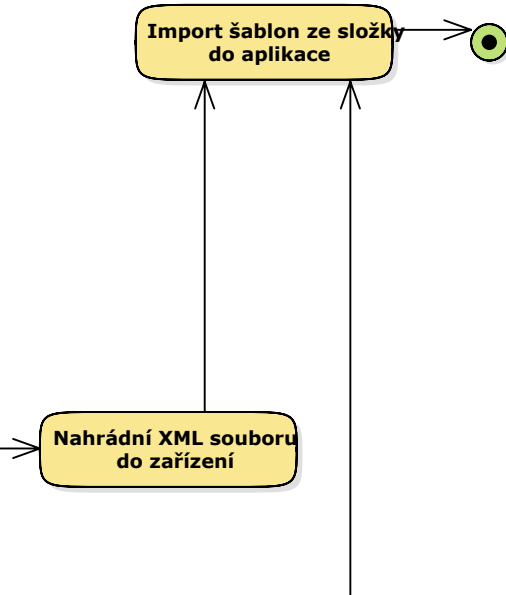 Import šablon ze složky
do aplikace
Nahrádní XML souboru
do zařízení